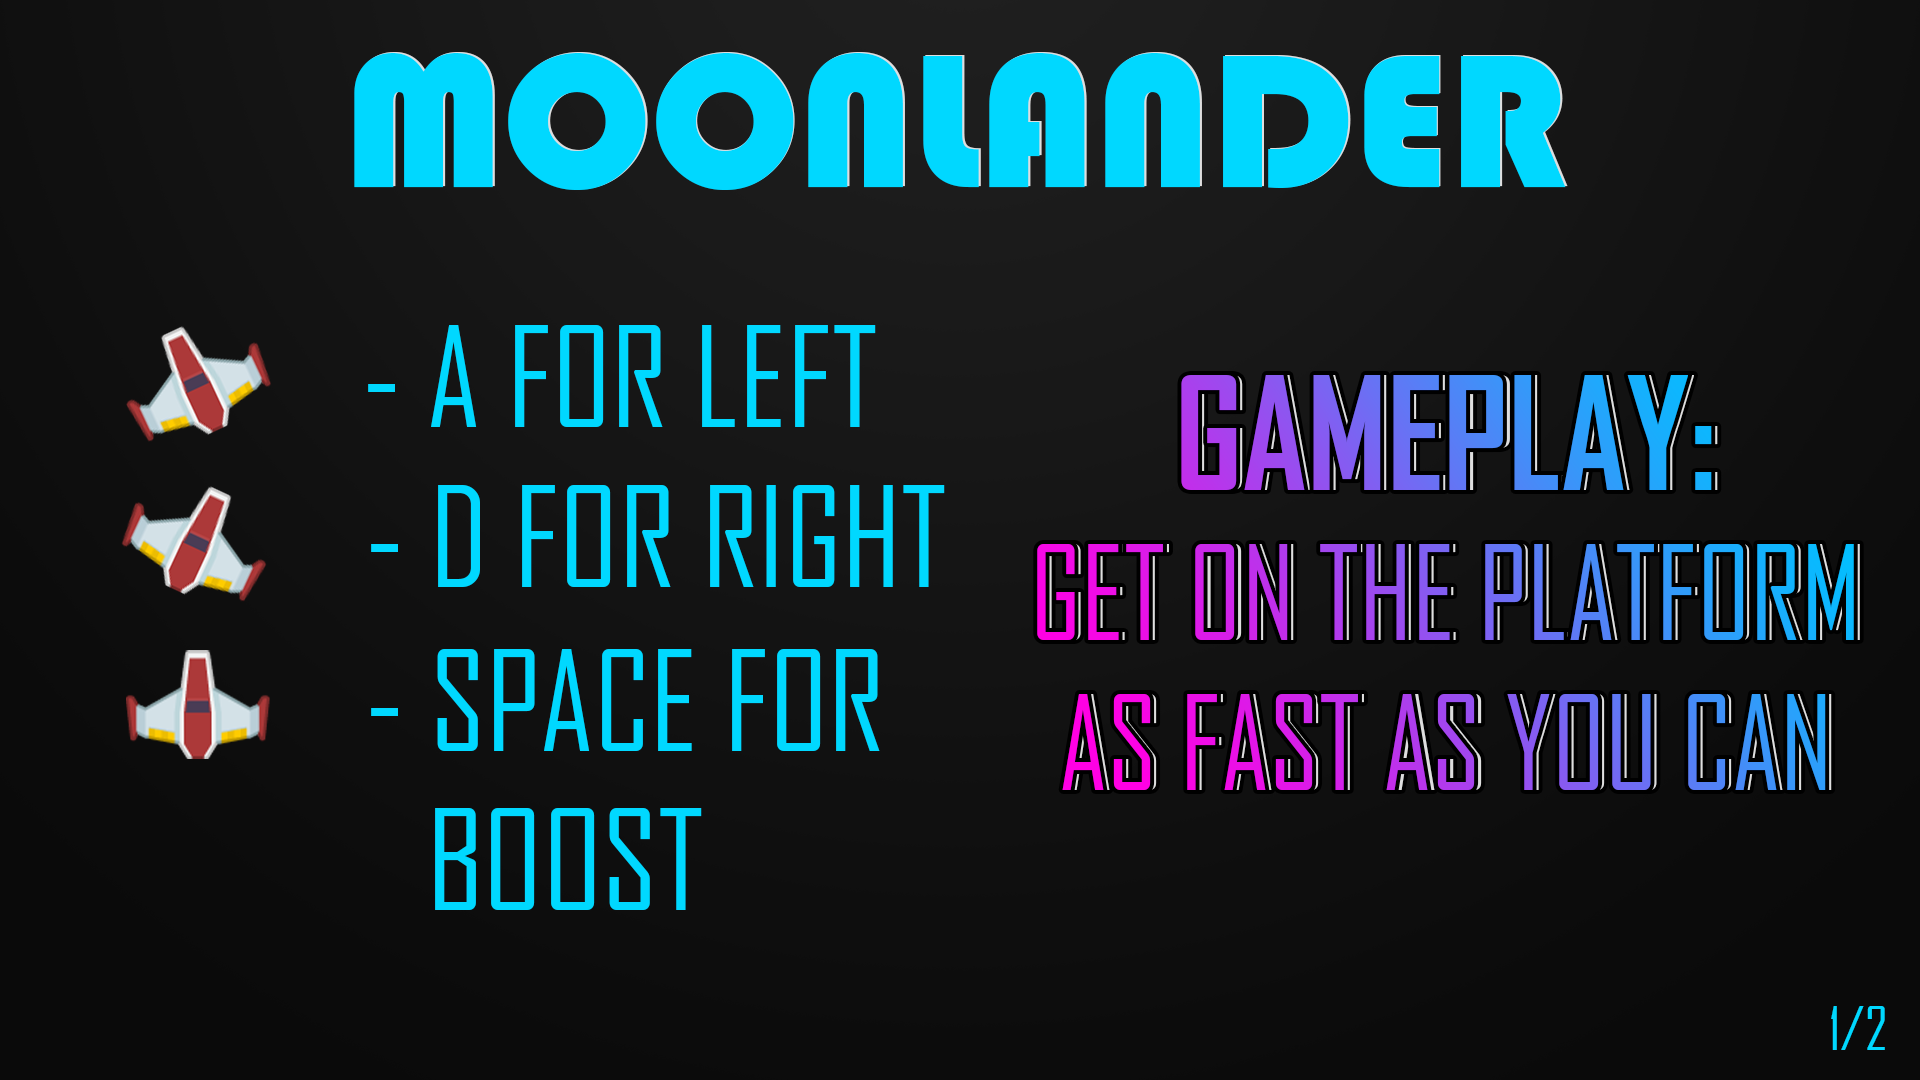 MOONLANDER
- A FOR LEFT
- D FOR RIGHT
- SPACE FOR
BOOST
GAMEPLAY:
GET ON THE PLATFORM
AS FAST AS YOU CAN
1/2